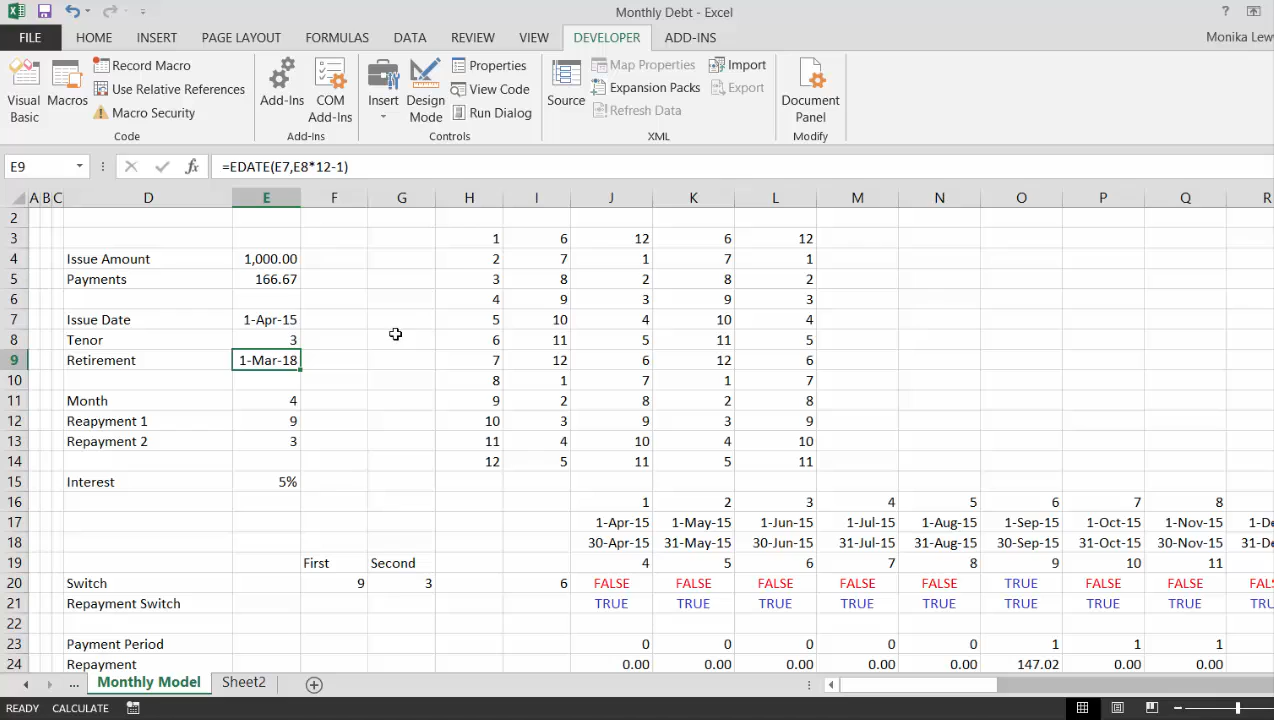 Monthly Debt - Excel
?
FILE HOME INSERT PAGE LAYOUT FORMULAS DATA REVIEW VIEW DEVELOPER ADD-INS Monika Lew
Visual Basic
Macros
Record Macro
Use Relative References
Macro Security
Code
Add-Ins
COM Add-Ins
Add-Ins
Insert
Design Mode
Properties
View Code
Run Dialog
Controls
Source
Map Properties
Expansion Packs
Refresh Data
Import
Export
XML
Document Panel
Modify
E9 fx =EDATE(E7,E8*12-1)
A B C D E F G H I J K L M N O P Q R
2
3 1 6 12 6 12
4 Issue Amount 1,000.00 2 7 1 7 1
5 Payments 166.67 3 8 2 8 2
6 4 9 3 9 3
7 Issue Date 1-Apr-15 5 10 4 10 4
8 Tenor 3 6 11 5 11 5
9 Retirement 1-Mar-18 7 12 6 12 6
10 8 1 7 1 7
11 Month 4 9 2 8 2 8
12 Reapyment 1 9 10 3 9 3 9
13 Repayment 2 3 11 4 10 4 10
14 12 5 11 5 11
15 Interest 5%
16 1 2 3 4 5 6 7 8
17 1-Apr-15 1-May-15 1-Jun-15 1-Jul-15 1-Aug-15 1-Sep-15 1-Oct-15 1-Nov-15 1-De
18 30-Apr-15 31-May-15 30-Jun-15 31-Jul-15 31-Aug-15 30-Sep-15 31-Oct-15 30-Nov-15 31-De
19 First Second 4 5 6 7 8 9 10 11
20 Switch 9 3 6 FALSE FALSE FALSE FALSE FALSE TRUE FALSE FALSE FALS
21 Repayment Switch TRUE TRUE TRUE TRUE TRUE TRUE TRUE TRUE T
22
23 Payment Period 0 0 0 0 0 1 1 1
24 Repayment 0.00 0.00 0.00 0.00 0.00 147.02 0.00 0.00
... Monthly Model Sheet2
READY CALCULATE